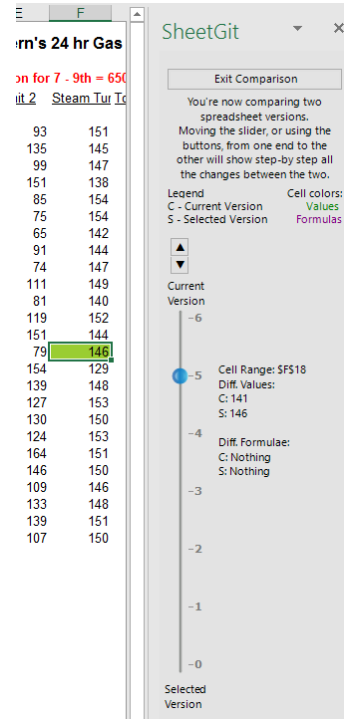 E F
ern's 24 hr Gas
on for 7 - 9th = 650
it 2 Steam Tur To
93 151
135 145
99 147
151 138
85 154
75 154
65 142
91 144
74 147
111 149
81 140
119 152
151 144
79 146
154 129
139 148
127 153
130 150
124 153
164 151
146 150
109 146
133 148
139 151
107 150
SheetGit
Exit Comparison
You're now comparing two
spreadsheet versions.
Moving the slider, or using the
buttons, from one end to the
other will show step-by-step all
the changes between the two.
Legend Cell colors:
C - Current Version Values
S - Selected Version Formulas
Current
Version
-6
-5
Cell Range: $F$18
Diff. Values:
C: 141
S: 146
-4
Diff. Formulae:
C: Nothing
S: Nothing
-3
-2
-1
-0
Selected
Version